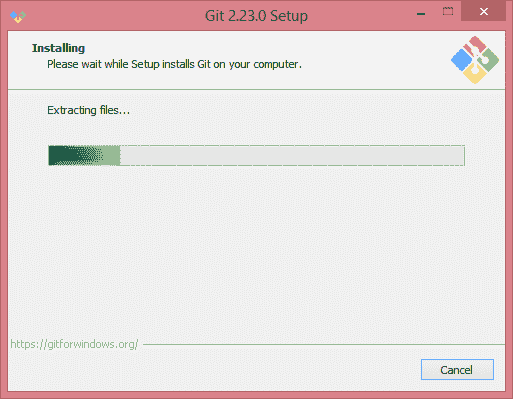 Git 2.23.0 Setup
Installing
Please wait while Setup installs Git on your computer.
Extracting files...
https://gitforwindows.org/
Cancel